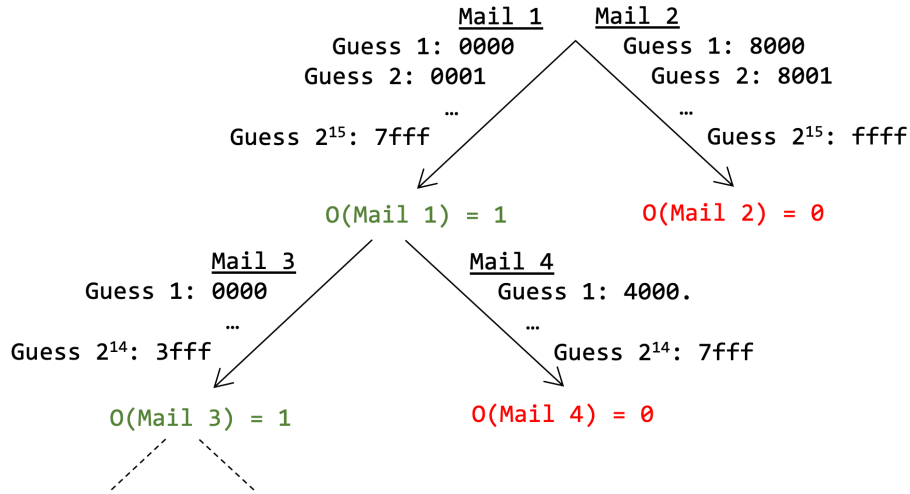 Mail 1
Mail 2
Guess 1: 0000
Guess 1: 8000
Guess 2: 0001
Guess 2: 8001
…
…
Guess 2¹⁵: 7fff
Guess 2¹⁵: ffff
O(Mail 1) = 1
O(Mail 2) = 0
Mail 3
Mail 4
Guess 1: 0000
Guess 1: 4000.
…
…
Guess 2¹⁴: 3fff
Guess 2¹⁴: 7fff
O(Mail 3) = 1
O(Mail 4) = 0